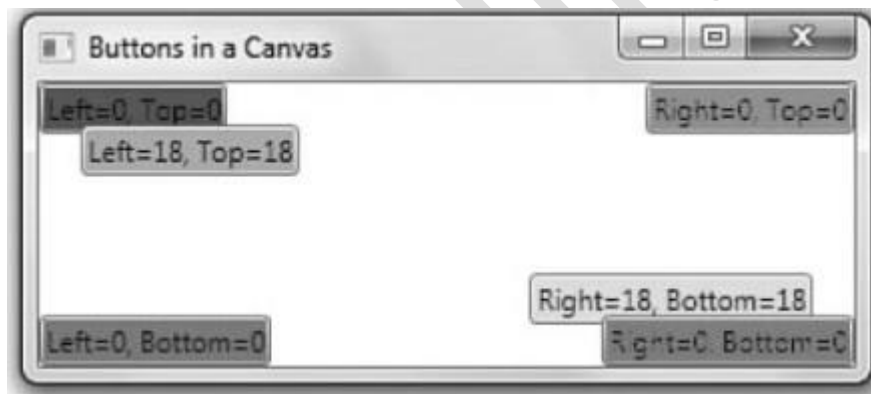 Buttons in a Canvas
Left=0, Top=0
Right=0, Top=0
Left=18, Top=18
Right=18, Bottom=18
Left=0, Bottom=0
Right=0, Bottom=0